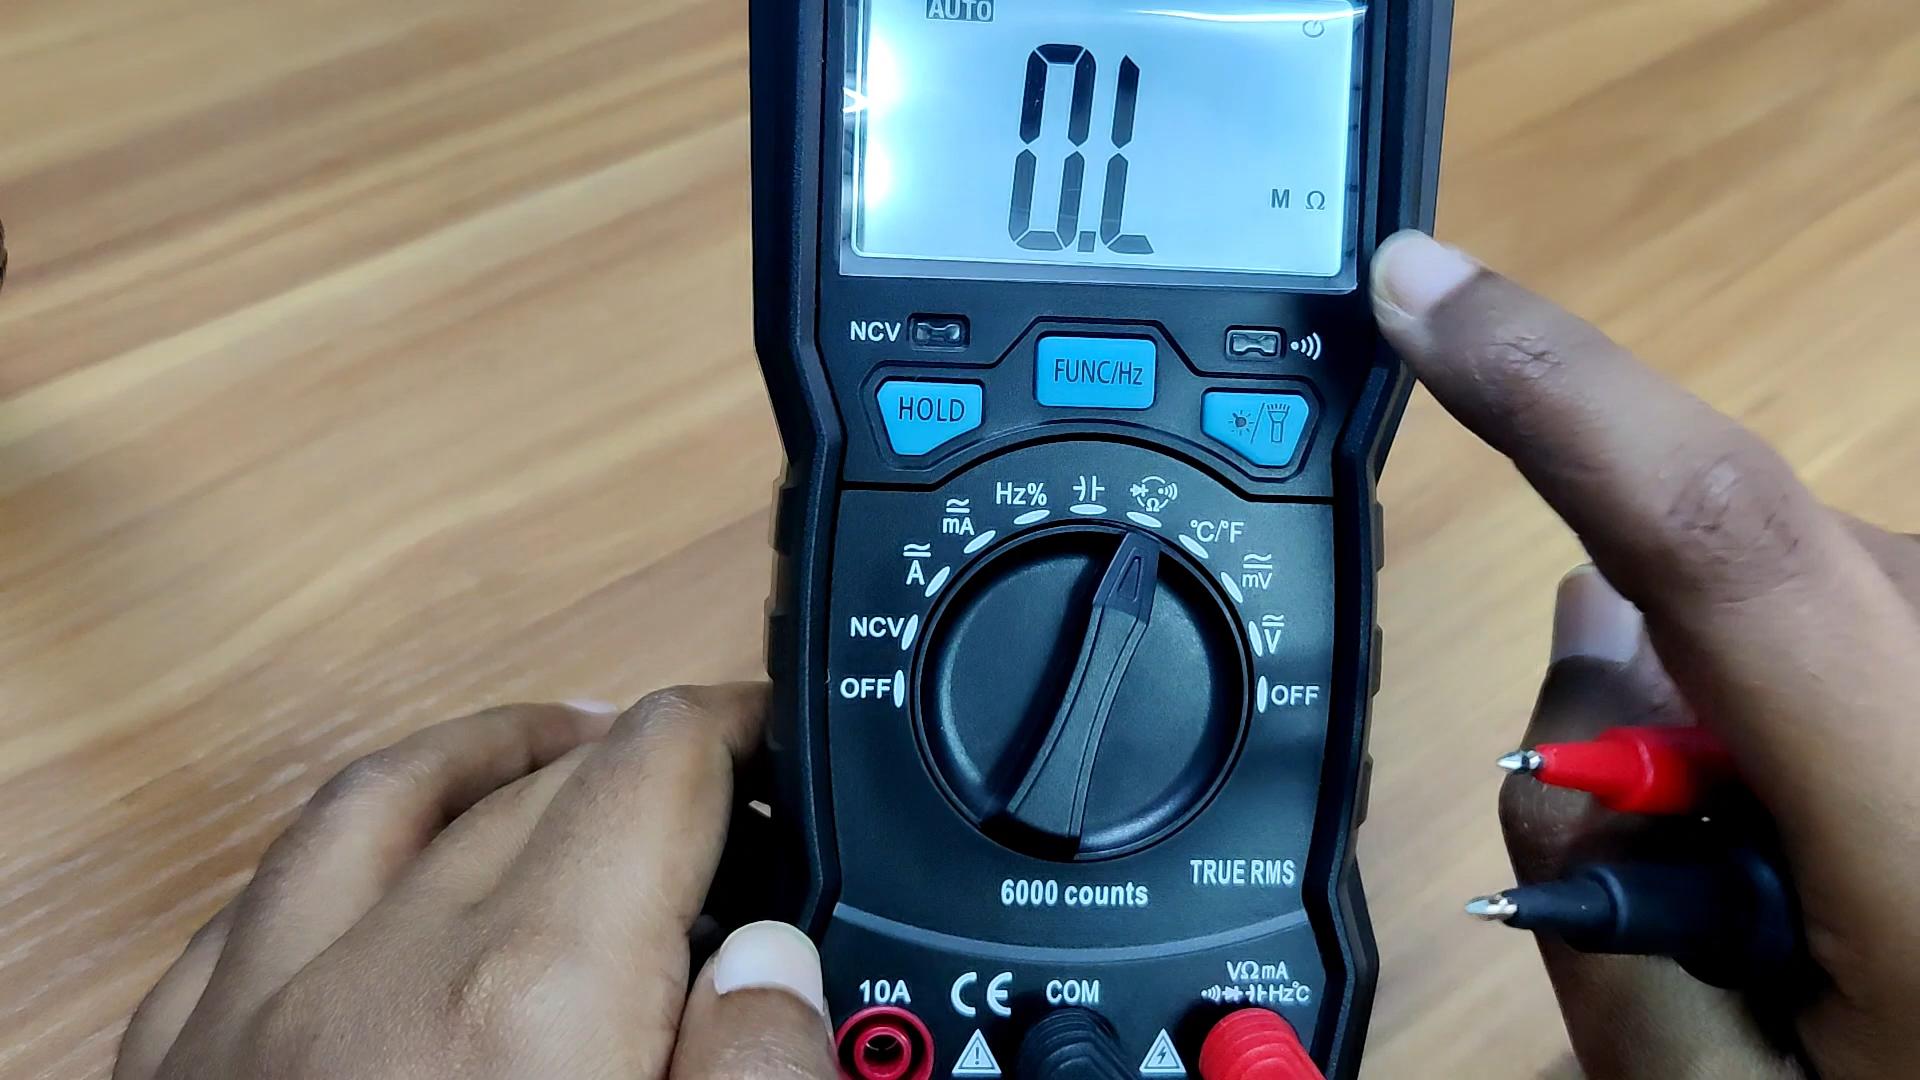 AUTO
0.L
M Ω
NCV
FUNC/Hz
HOLD
Hz%
mA
°C/°F
A
mV
NCV
V
OFF
OFF
Ω
TRUE RMS
6000 counts
10A
CE
COM
VΩmA
Hz°C